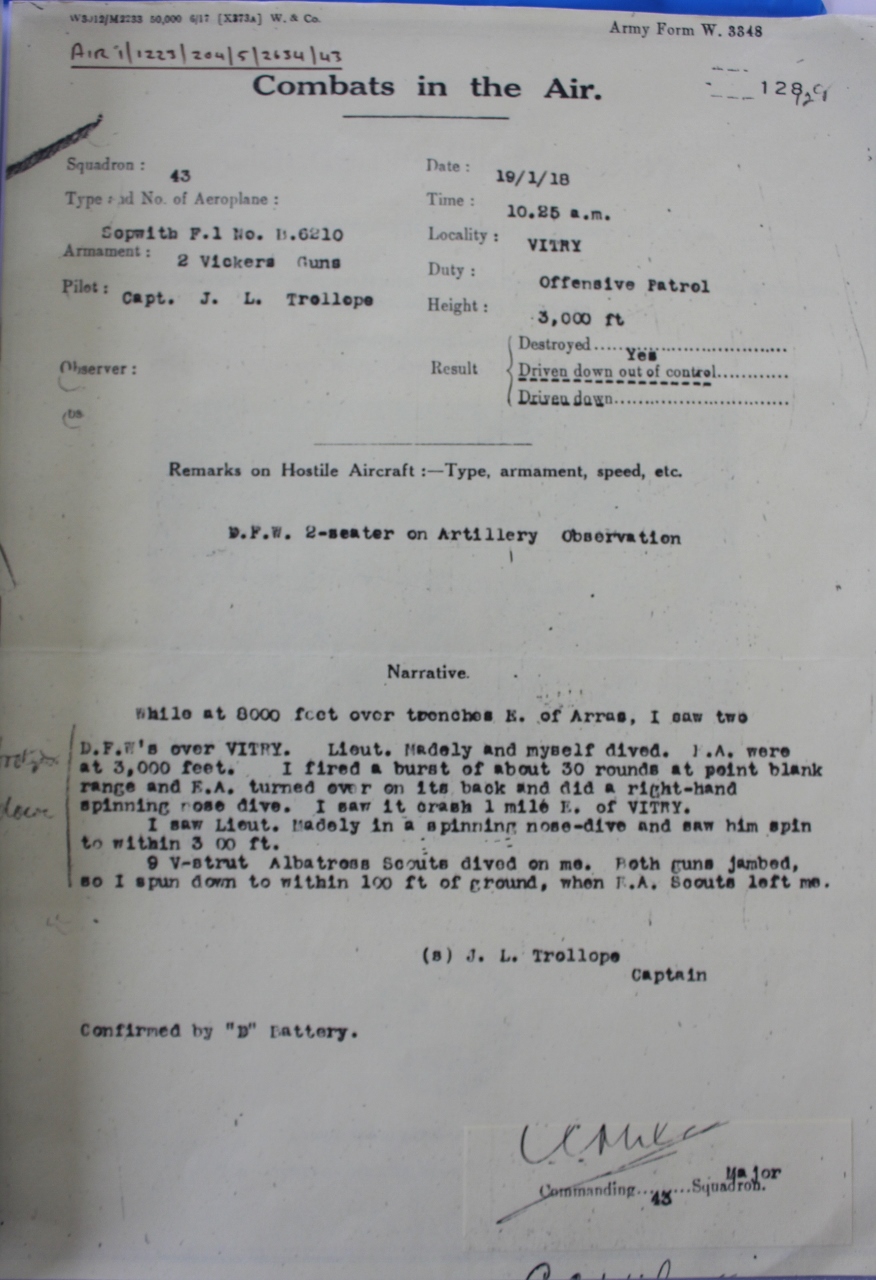 50,000 6/17 [X273a] W. & Co.
Army Form W. 3348
AIR 1/1223/204/5/2634/43
Combats in the Air.
128
Squadron : 43
Date : 19/1/18
Type and No. of Aeroplane :
Time : 10.25 a.m.
Sopwith F.1 No. B.6210
Locality : VITRY
Armament : 2 Vickers Guns
Duty : Offensive Patrol
Pilot : Capt. J. L. Trollope
Height : 3,000 ft
Destroyed
Yes
Observer :
Result
Driven down out of control
Driven down
Remarks on Hostile Aircraft :—Type, armament, speed, etc.
D.F.W. 2-seater on Artillery Observation
Narrative.
While at 8000 feet over trenches E. of Arras, I saw two
D.F.W's over VITRY. Lieut. Madely and myself dived. E.A. were
at 3,000 feet. I fired a burst of about 30 rounds at point blank
range and E.A. turned over on its back and did a right-hand
spinning nose dive. I saw it crash 1 mile E. of VITRY.
I saw Lieut. Madely in a spinning nose-dive and saw him spin
to within 3 00 ft.
9 V-strut Albatross Scouts dived on me. Both guns jambed,
so I spun down to within 100 ft of ground, when E.A. Scouts left me.
(s) J. L. Trollope
Captain
Confirmed by "D" Battery.
Major
Commanding 43 Squadron.